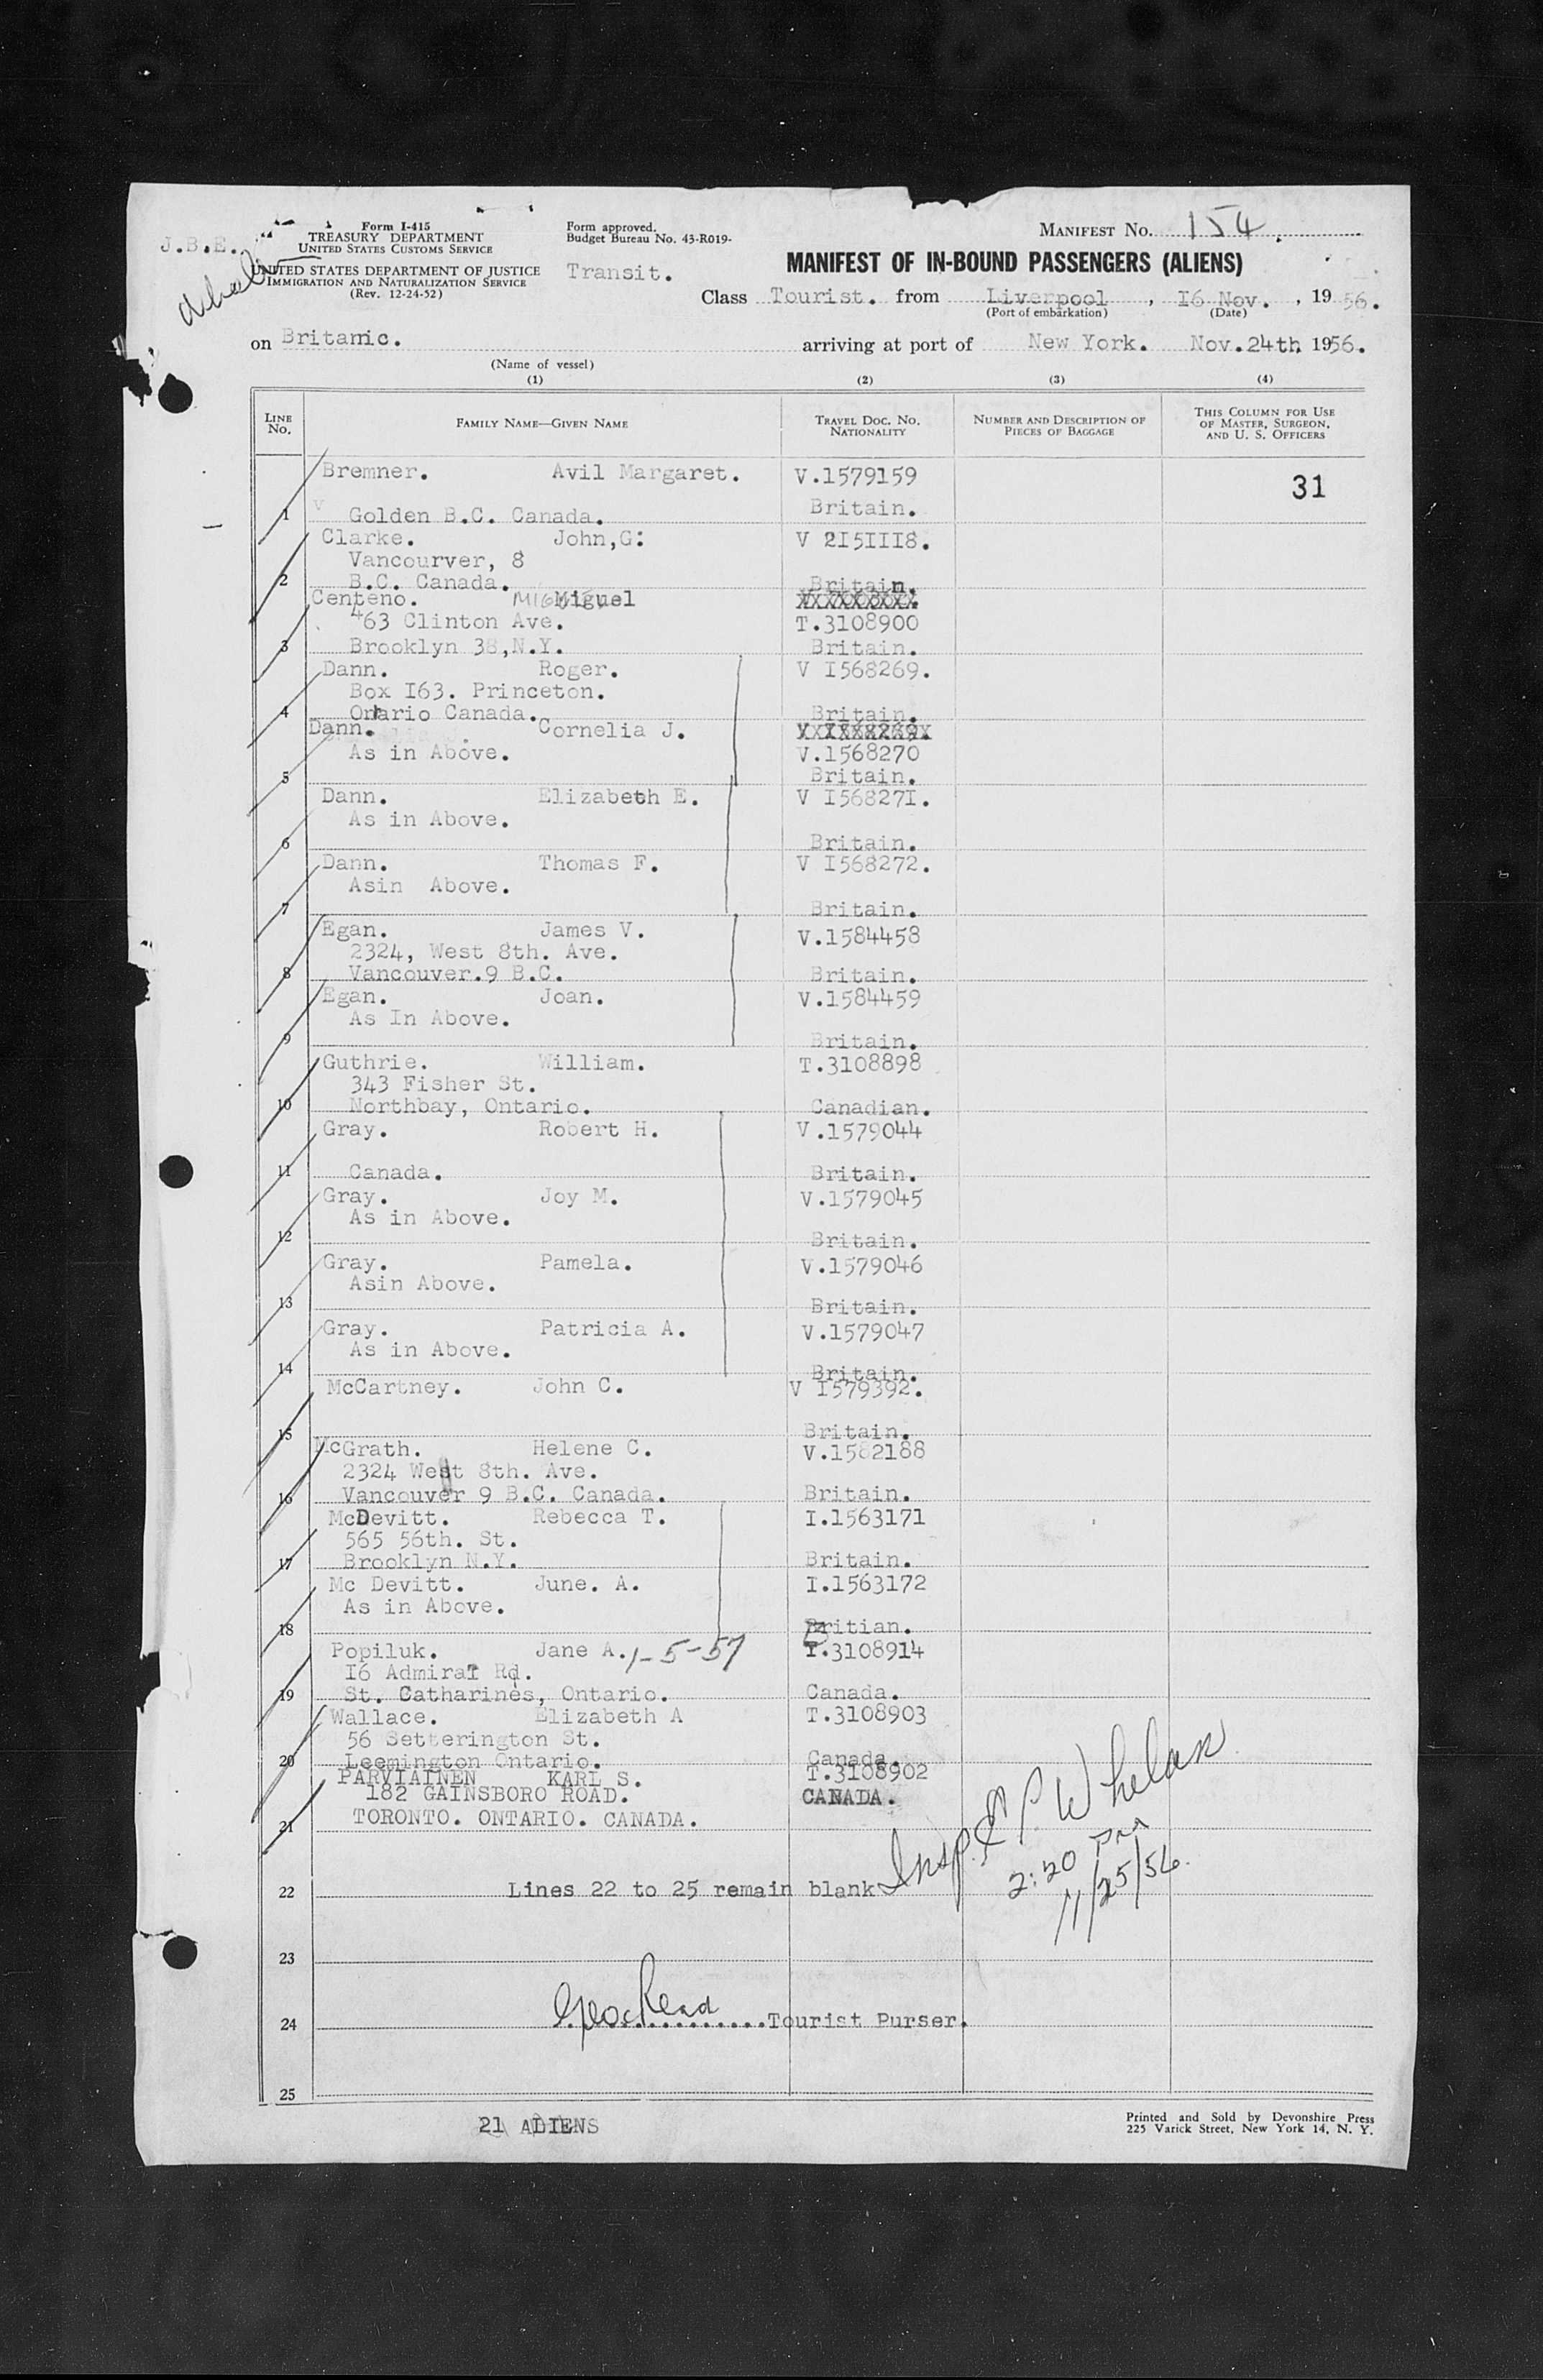 J.B.E.
Form I-415
TREASURY DEPARTMENT
UNITED STATES CUSTOMS SERVICE
UNITED STATES DEPARTMENT OF JUSTICE
IMMIGRATION AND NATURALIZATION SERVICE
(Rev. 12-24-52)
Form approved.
Budget Bureau No. 43-R019-
Transit.
MANIFEST NO. 154.
MANIFEST OF IN-BOUND PASSENGERS (ALIENS)
Class Tourist. from Liverpool, 16 Nov., 1956.
(Port of embarkation) (Date)
on Britannic. arriving at port of New York. Nov.24th 1956.
(Name of vessel)
(1) (2) (3) (4)
LINE No. FAMILY NAME—GIVEN NAME TRAVEL DOC. NO. NATIONALITY NUMBER AND DESCRIPTION OF PIECES OF BAGGAGE THIS COLUMN FOR USE OF MASTER, SURGEON, AND U. S. OFFICERS
Bremner. Avil Margaret. V.1579159
31
Britain.
1 V Golden B.C. Canada.
Clarke. John,G: V 2I5III8.
Vancourver, 8
2 B.C. Canada. Britain.
Centeno. Miguel
463 Clinton Ave. T.3108900
3 Brooklyn 38,N.Y. Britain.
Dann. Roger. V I568269.
Box I63. Princeton.
4 Ontario Canada. Britain.
Dann. Cornelia J.
As in Above. V.1568270
5 Britain.
Dann. Elizabeth E. V I56827I.
As in Above.
6 Britain.
Dann. Thomas F. V I568272.
Asin Above.
7 Britain.
Egan. James V. V.1584458
2324, West 8th. Ave.
8 Vancouver.9 B.C. Britain.
Egan. Joan. V.1584459
As In Above.
9 Britain.
Guthrie. William. T.3108898
343 Fisher St.
10 Northbay, Ontario. Canadian.
Gray. Robert H. V.1579044
11 Canada. Britain.
Gray. Joy M. V.1579045
As in Above.
12 Britain.
Gray. Pamela. V.1579046
Asin Above.
13 Britain.
Gray. Patricia A. V.1579047
As in Above.
14 Britain.
McCartney. John C. V I579392.
15 Britain.
McGrath. Helene C. V.1582188
2324 West 8th. Ave.
16 Vancouver 9 B.C. Canada. Britain.
McDevitt. Rebecca T. I.1563171
565 56th. St.
17 Brooklyn N.Y. Britain.
Mc Devitt. June. A. I.1563172
As in Above.
18 Britian.
Popiluk. Jane A. 1-5-57 T.3108914
I6 Admiral Rd.
19 St. Catharines, Ontario. Canada.
Wallace. Elizabeth A T.3108903
56 Setterington St.
20 Leemington Ontario. Canada.
PARVIAINEN KARL S. T.3108902
182 GAINSBORO ROAD. CANADA.
21 TORONTO. ONTARIO. CANADA.
Insp. E P. Whelan
2:20 PM
11/25/56.
22 Lines 22 to 25 remain blank
23
24 Tourist Purser.
25
21 ALIENS
Printed and Sold by Devonshire Press
225 Varick Street, New York 14, N. Y.